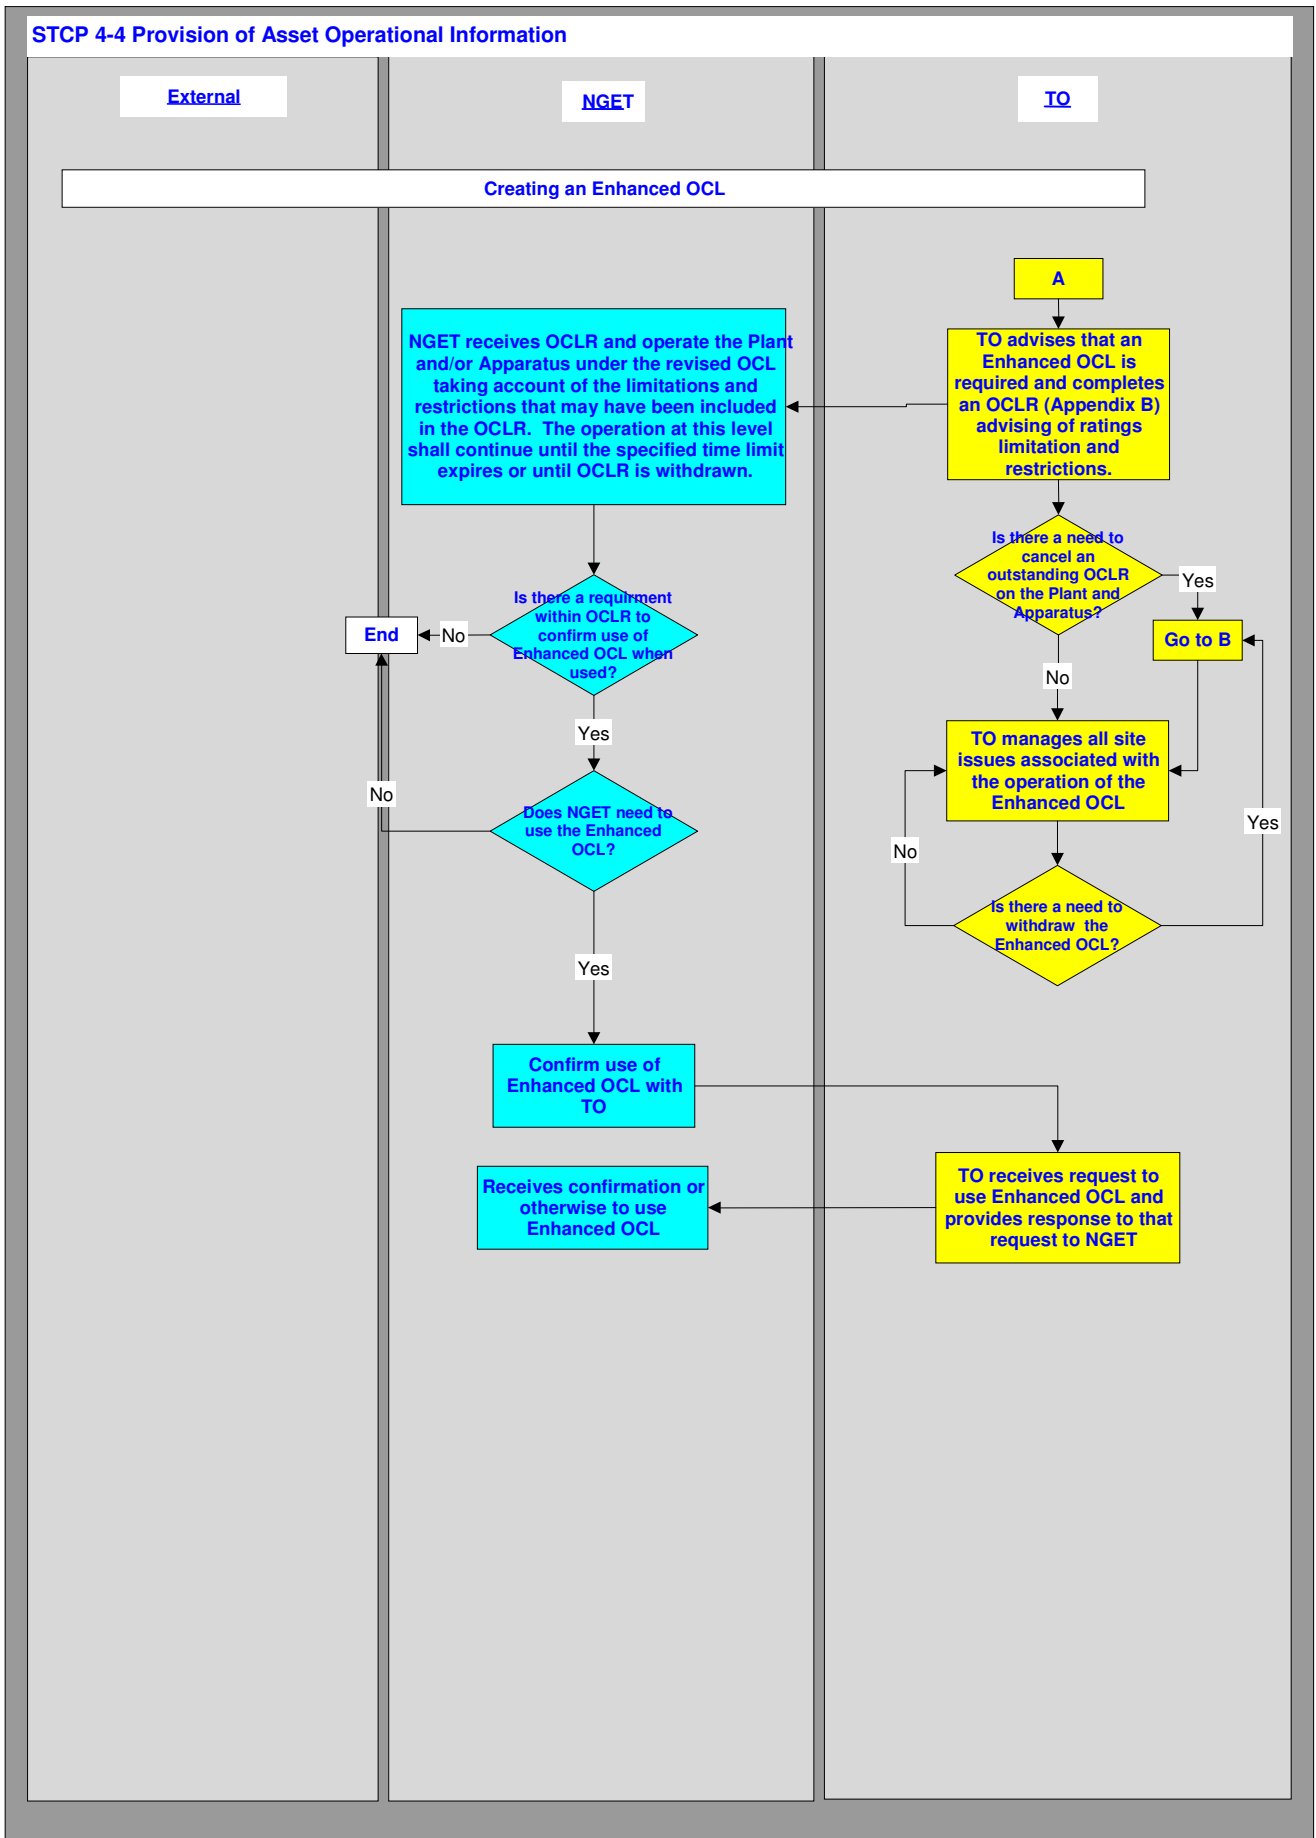 STCP 4-4 Provision of Asset Operational Information
External
NGET
TO
Creating an Enhanced OCL
A
NGET receives OCLR and operate the Plant
and/or Apparatus under the revised OCL
taking account of the limitations and
restrictions that may have been included
in the OCLR.  The operation at this level
shall continue until the specified time limit
expires or until OCLR is withdrawn.
TO advises that an
Enhanced OCL is
required and completes
an OCLR (Appendix B)
advising of ratings
limitation and
restrictions.
Is there a need to
cancel an
outstanding OCLR
on the Plant and
Apparatus?
Yes
Go to B
No
Is there a requirment
within OCLR to
confirm use of
Enhanced OCL when
used?
No
End
Yes
TO manages all site
issues associated with
the operation of the
Enhanced OCL
Does NGET need to
use the Enhanced
OCL?
No
Yes
No
Is there a need to
withdraw  the
Enhanced OCL?
Yes
Confirm use of
Enhanced OCL with
TO
TO receives request to
use Enhanced OCL and
provides response to that
request to NGET
Receives confirmation or
otherwise to use
Enhanced OCL